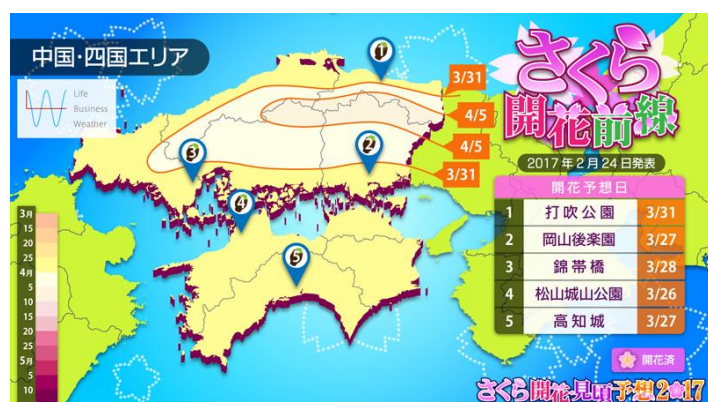 中国・四国エリア
Life
Business
Weather
さくら
開花前線
2017年2月24日発表
開花予想日
1 打吹公園 3/31
2 岡山後楽園 3/27
3 錦帯橋 3/28
4 松山城山公園 3/26
5 高知城 3/27
3/31
4/5
4/5
3/31
1
2
3
4
5
3月
15
20
25
4月
5
10
15
20
25
5月
5
10
開花済
さくら開花見頃予想2017